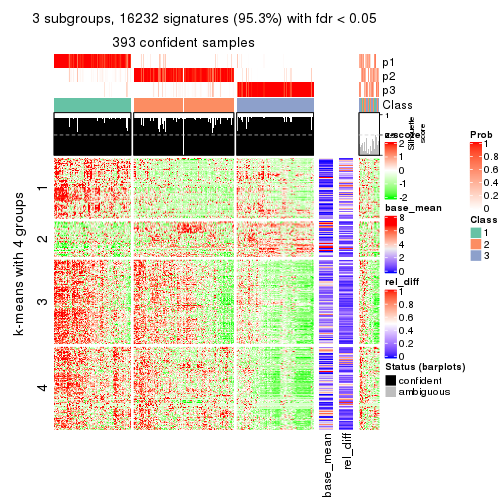 3 subgroups, 16232 signatures (95.3%) with fdr < 0.05
393 confident samples
p1
p2
p3
Class
1
0
Silhouette
score
k-means with 4 groups
1
2
3
4
base_mean
rel_diff
z-score
2
1
0
-1
-2
base_mean
8
6
4
2
0
rel_diff
1
0.8
0.6
0.4
0.2
0
Status (barplots)
confident
ambiguous
Prob
1
0.8
0.6
0.4
0.2
0
Class
1
2
3